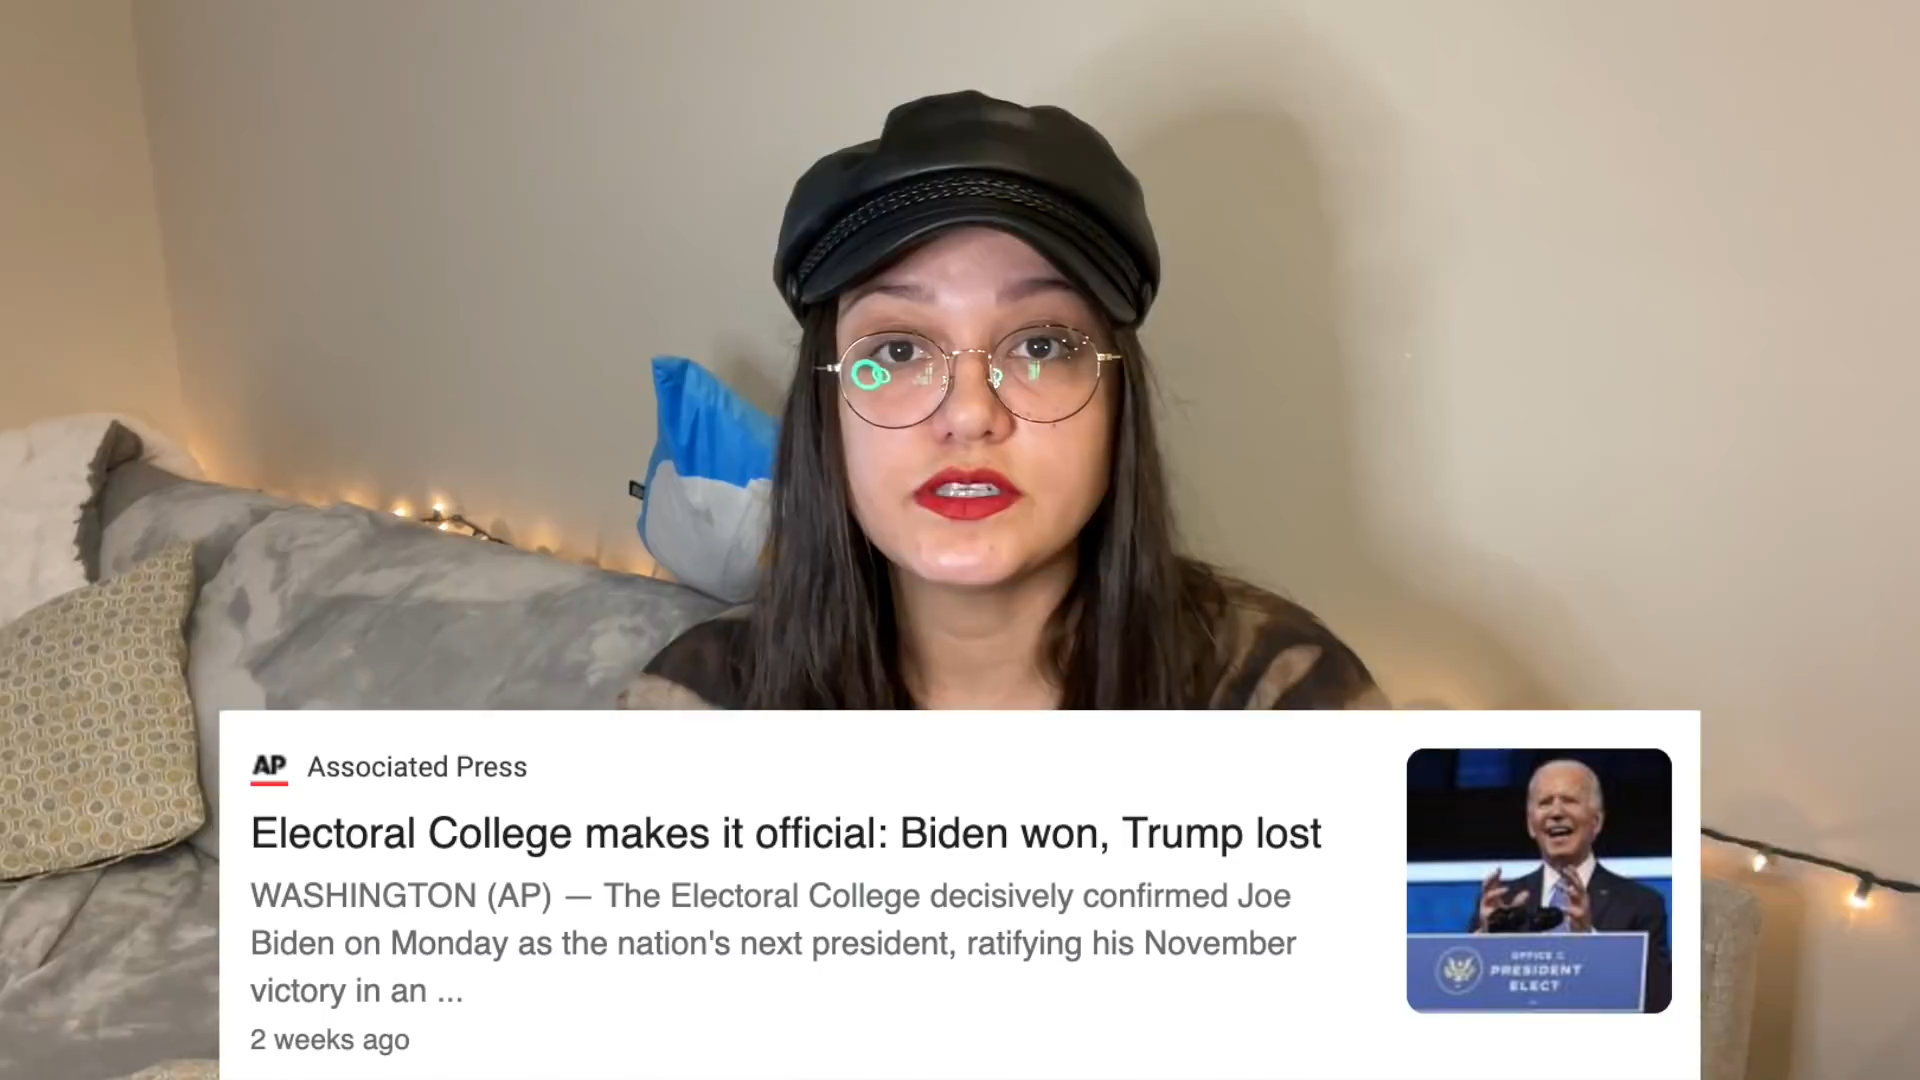 AP Associated Press
Electoral College makes it official: Biden won, Trump lost
WASHINGTON (AP) — The Electoral College decisively confirmed Joe
Biden on Monday as the nation's next president, ratifying his November
victory in an ...
2 weeks ago
OFFICE
PRESIDENT
ELECT